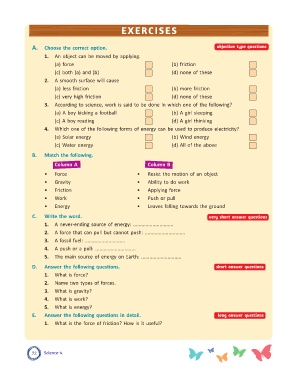 EXERCISES
A. Choose the correct option. objective type questions
1. An object can be moved by applying
(a) force (b) friction
(c) both (a) and (b) (d) none of these
2. A smooth surface will cause
(a) less friction (b) more friction
(c) very high friction (d) none of these
3. According to science, work is said to be done in which one of the following?
(a) A boy kicking a football (b) A girl sleeping
(c) A boy reading (d) A girl thinking
4. Which one of the following forms of energy can be used to produce electricity?
(a) Solar energy (b) Wind energy
(c) Water energy (d) All of the above
B. Match the following.
Column A Column B
• Force • Resists the motion of an object
• Gravity • Ability to do work
• Friction • Applying force
• Work • Push or pull
• Energy • Leaves falling towards the ground
C. Write the word. very short answer questions
1. A never-ending source of energy: ........................
2. A force that can pull but cannot push: ........................
3. A fossil fuel: ........................
4. A push or a pull: ........................
5. The main source of energy on Earth: ........................
D. Answer the following questions. short answer questions
1. What is force?
2. Name two types of forces.
3. What is gravity?
4. What is work?
5. What is energy?
E. Answer the following questions in detail. long answer questions
1. What is the force of friction? How is it useful?
72 Science 4